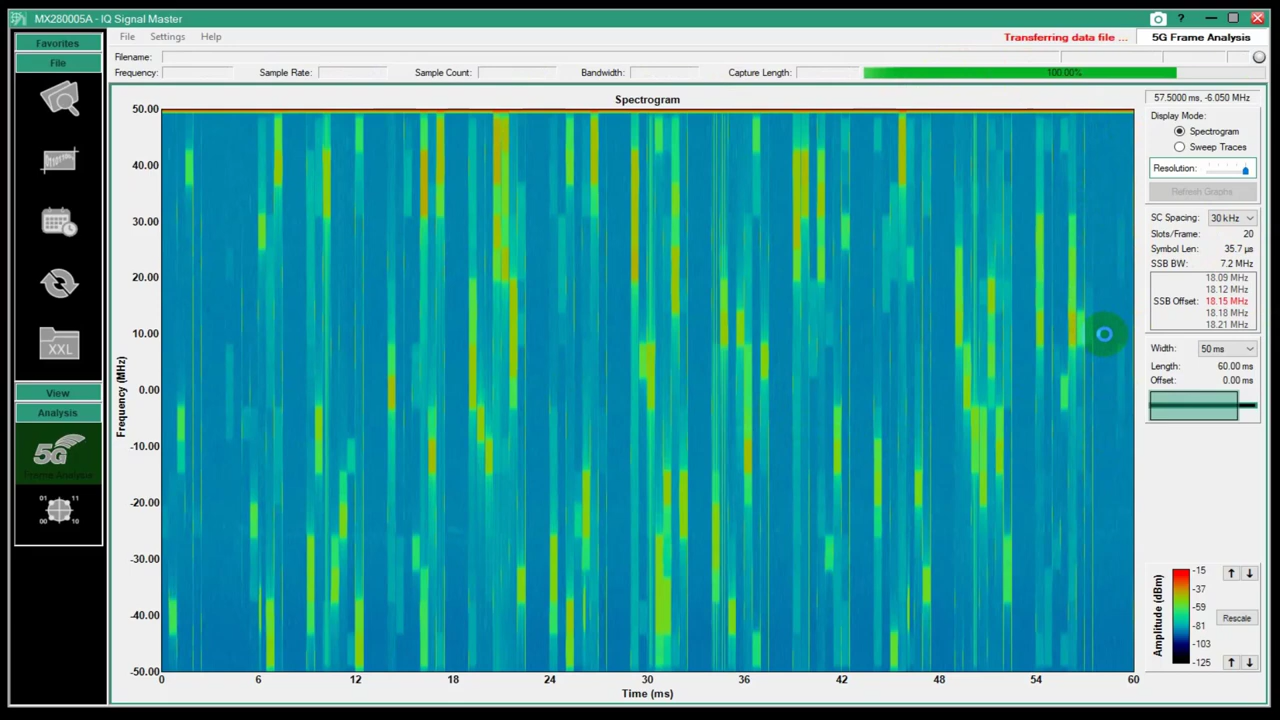 MX280005A - IQ Signal Master
?
Favorites
File
XXL
View
Analysis
5G
Frame Analysis
01 11
00 10
File Settings Help
Transferring data file ...
5G Frame Analysis
Filename:
Frequency: Sample Rate: Sample Count: Bandwidth: Capture Length: 100.00%
Spectrogram
Frequency (MHz)
50.00
40.00
30.00
20.00
10.00
0.00
-10.00
-20.00
-30.00
-40.00
-50.00
0 6 12 18 24 30 36 42 48 54 60
Time (ms)
57.5000 ms, -6.050 MHz
Display Mode:
Spectrogram
Sweep Traces
Resolution:
Refresh Graphs
SC Spacing: 30 kHz
Slots/Frame: 20
Symbol Len: 35.7 µs
SSB BW: 7.2 MHz
18.09 MHz
18.12 MHz
SSB Offset: 18.15 MHz
18.18 MHz
18.21 MHz
Width: 50 ms
Length: 60.00 ms
Offset: 0.00 ms
Amplitude (dBm)
-15
-37
-59
-81
-103
-125
Rescale